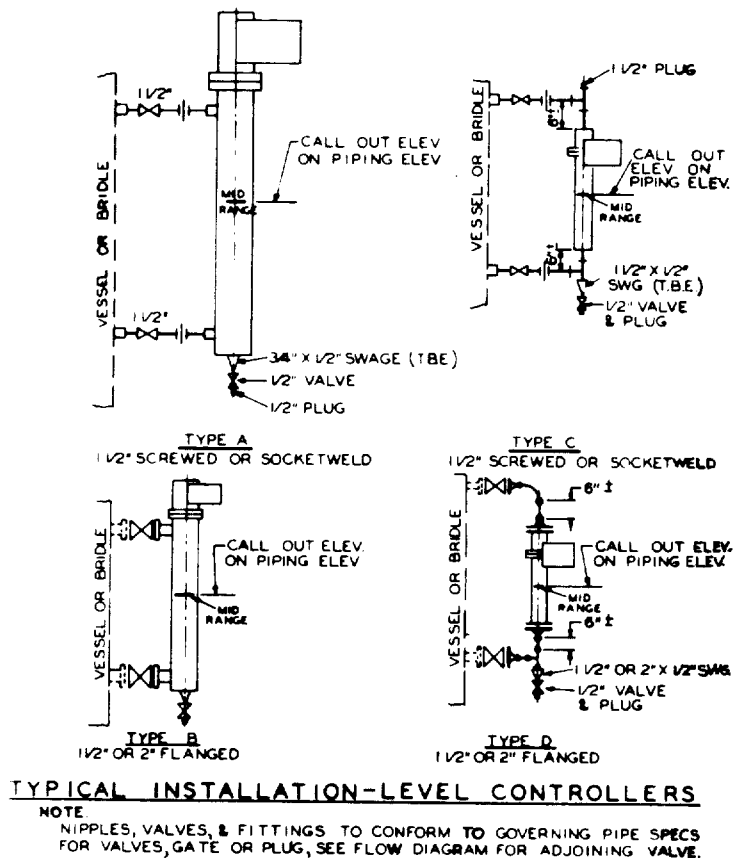 1 1/2"
VESSEL OR BRIDLE
1 1/2"
CALL OUT ELEV
ON PIPING ELEV
MED
RANGE
3/4" X 1/2" SWAGE (TBE)
1/2" VALVE
1/2" PLUG
TYPE A
1 1/2" SCREWED OR SOCKETWELD
1 1/2" PLUG
VESSEL OR BRIDLE
6"±
CALL OUT
ELEV ON
PIPING ELEV.
MID
RANGE
6"±
1 1/2" X 1/2"
SWG (T.B.E.)
1/2" VALVE
& PLUG
TYPE C
1 1/2" SCREWED OR SOCKETWELD
VESSEL OR BRIDLE
CALL OUT ELEV.
ON PIPING ELEV
MID
RANGE
TYPE B
1 1/2" OR 2" FLANGED
VESSEL OR BRIDLE
6" ±
CALL OUT ELEV.
ON PIPING ELEV.
MID
RANGE
6" ±
1 1/2" OR 2" X 1/2" SWG.
1/2" VALVE
& PLUG
TYPE D
1 1/2" OR 2" FLANGED
TYPICAL INSTALLATION-LEVEL CONTROLLERS
NOTE.
NIPPLES, VALVES, & FITTINGS TO CONFORM TO GOVERNING PIPE SPECS
FOR VALVES, GATE OR PLUG, SEE FLOW DIAGRAM FOR ADJOINING VALVE.